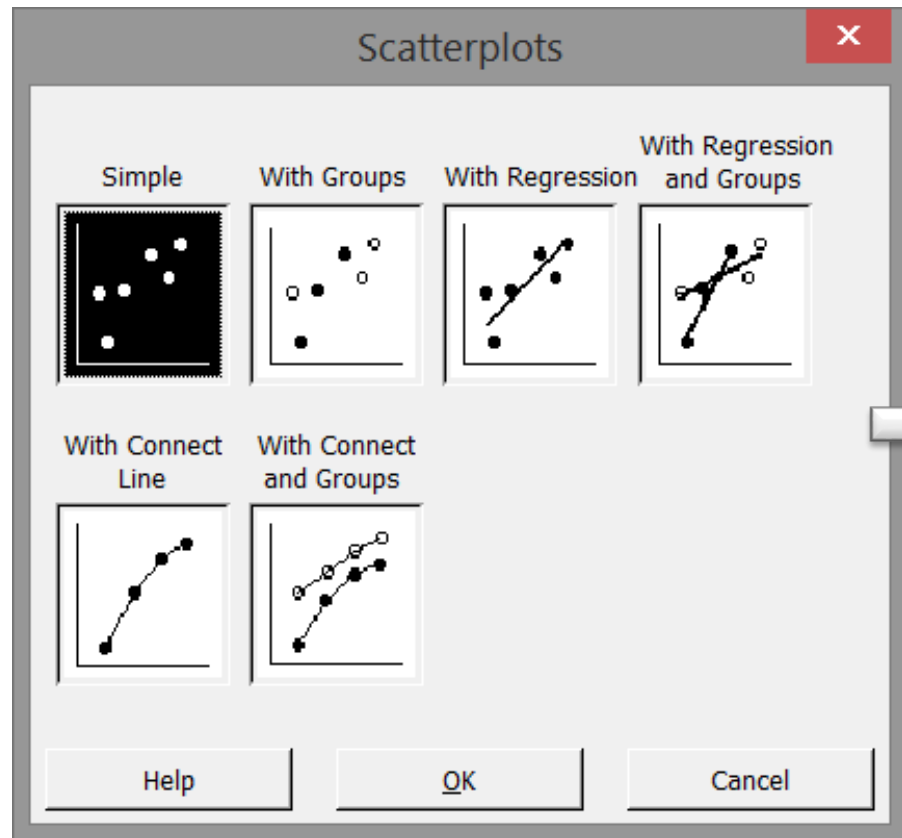 Scatterplots
Simple
With Groups
With Regression
With Regression
and Groups
With Connect
Line
With Connect
and Groups
Help
OK
Cancel